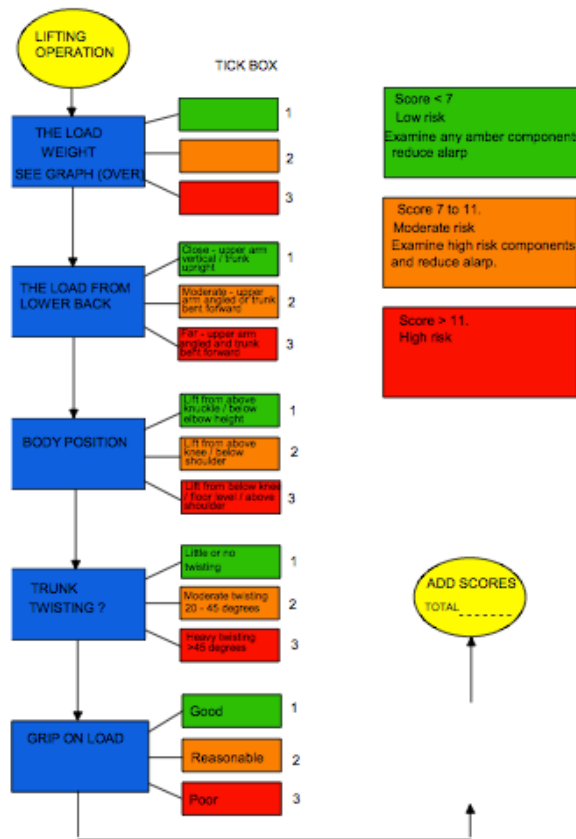 LIFTING
OPERATION
TICK BOX
THE LOAD
WEIGHT
SEE GRAPH (OVER)
1
2
3
THE LOAD FROM
LOWER BACK
Close - upper arm
vertical / trunk
upright
1
Moderate - upper
arm angled or trunk
bent forward
2
Far - upper arm
angled and trunk
bent forward
3
BODY POSITION
Lift from above
knuckle / below
elbow height
1
Lift from above
knee / below
shoulder
2
Lift from below knee
/ floor level / above
shoulder
3
TRUNK
TWISTING ?
Little or no
twisting
1
Moderate twisting
20 - 45 degrees
2
Heavy twisting
>45 degrees
3
GRIP ON LOAD
Good
1
Reasonable
2
Poor
3
Score < 7
Low risk
Examine any amber component
reduce alarp
Score 7 to 11.
Moderate risk
Examine high risk components
and reduce alarp.
Score > 11.
High risk
ADD SCORES
TOTAL_ _ _ _ _ _